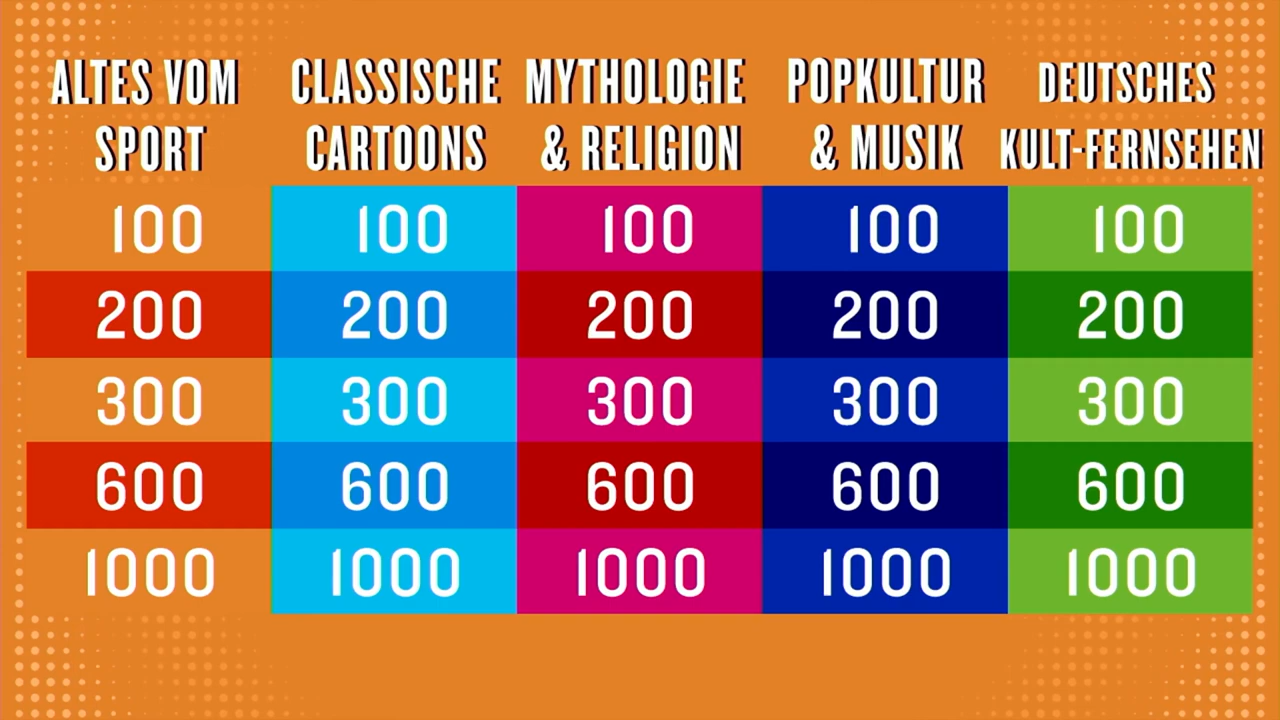 ALTES VOM
SPORT
CLASSISCHE
CARTOONS
MYTHOLOGIE
& RELIGION
POPKULTUR
& MUSIK
DEUTSCHES
KULT-FERNSEHEN
100 100 100 100 100
200 200 200 200 200
300 300 300 300 300
600 600 600 600 600
1000 1000 1000 1000 1000